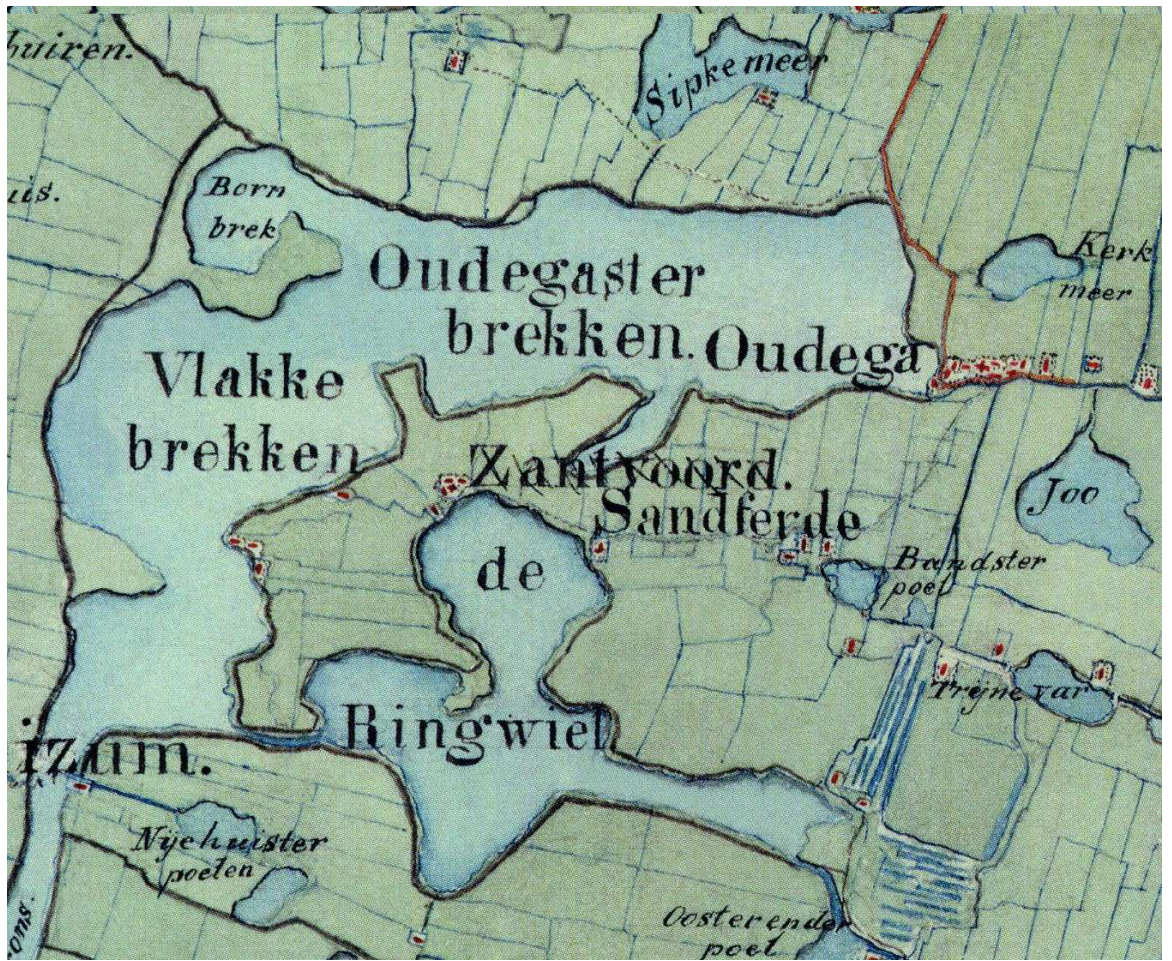 huiren.
Sipkemeer
uis.
Born
brek
Kerk
meer
Oudegaster
brekken.
Oudega
Vlakke
brekken
Zantvoord.
Sandferde
Joo
de
Bandster
poel
Trijne var
Ringwiel
izum.
Nijehuister
poelen
Oosterender
poel
ons.